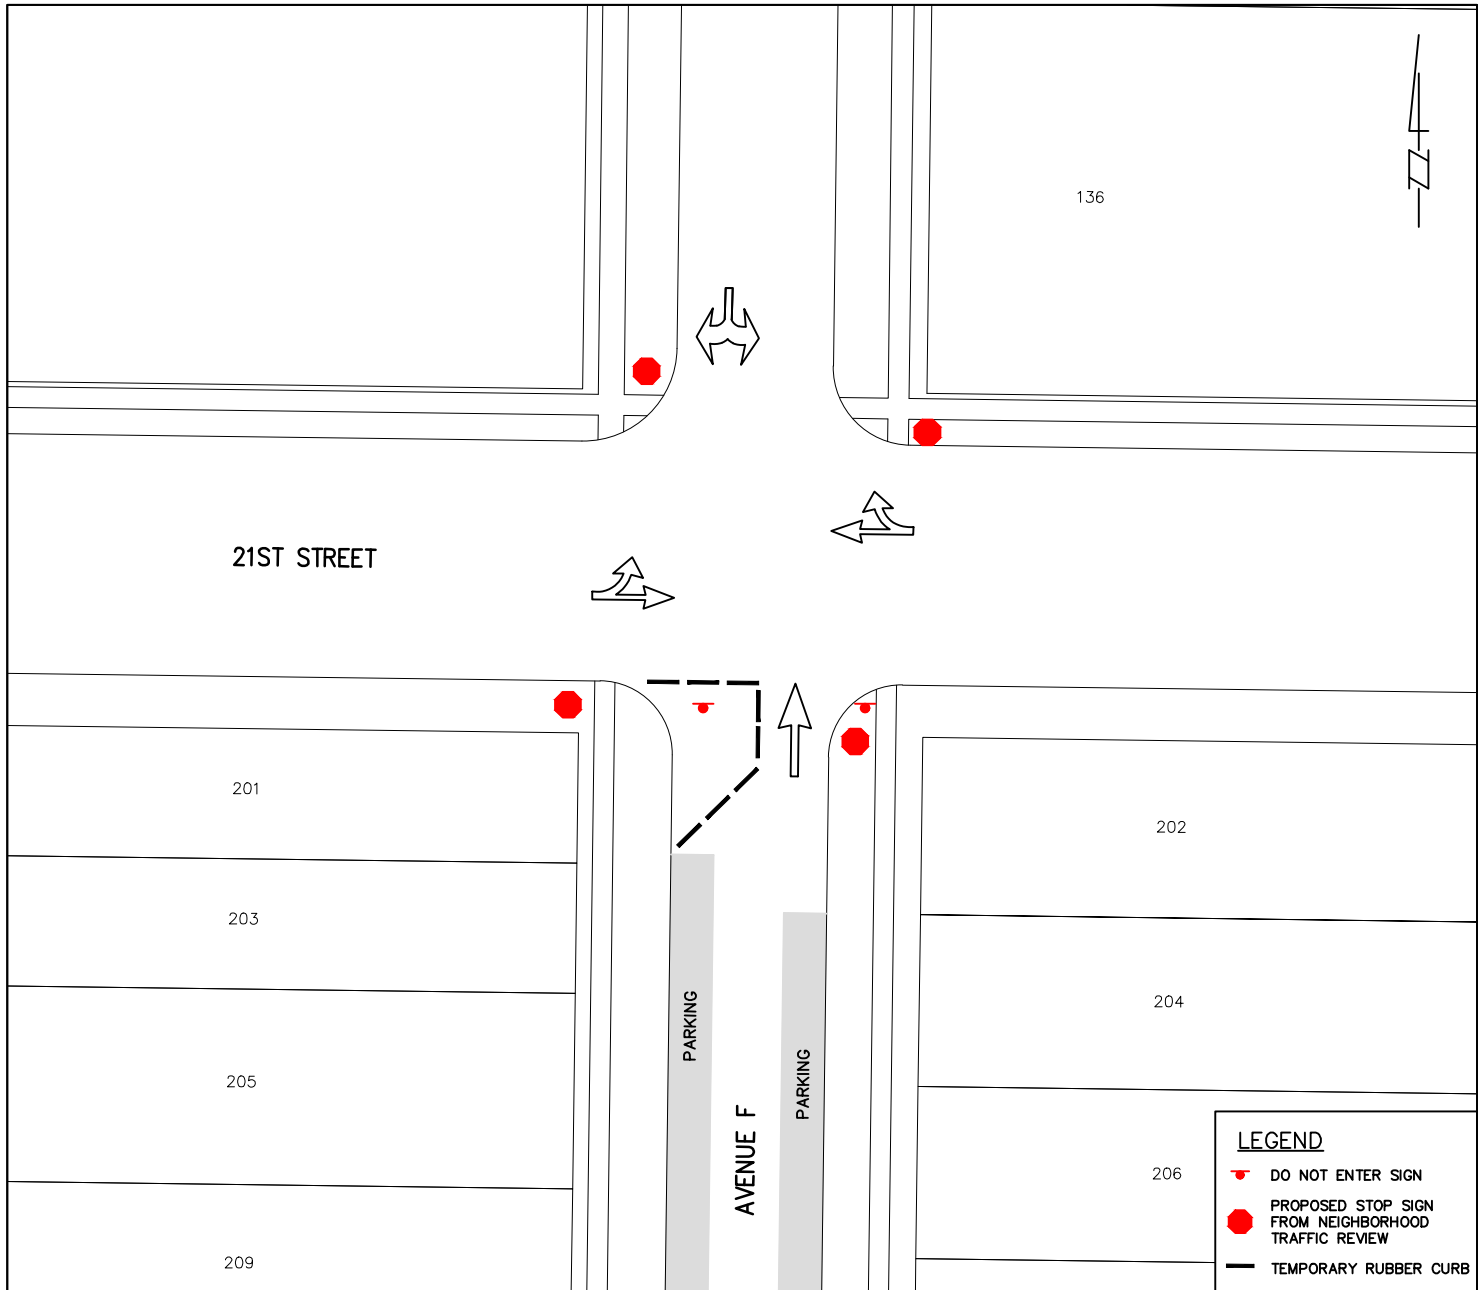 136
N
21ST STREET
201
202
203
204
205
206
209
PARKING
PARKING
AVENUE F
LEGEND
DO NOT ENTER SIGN
PROPOSED STOP SIGN
FROM NEIGHBORHOOD
TRAFFIC REVIEW
TEMPORARY RUBBER CURB